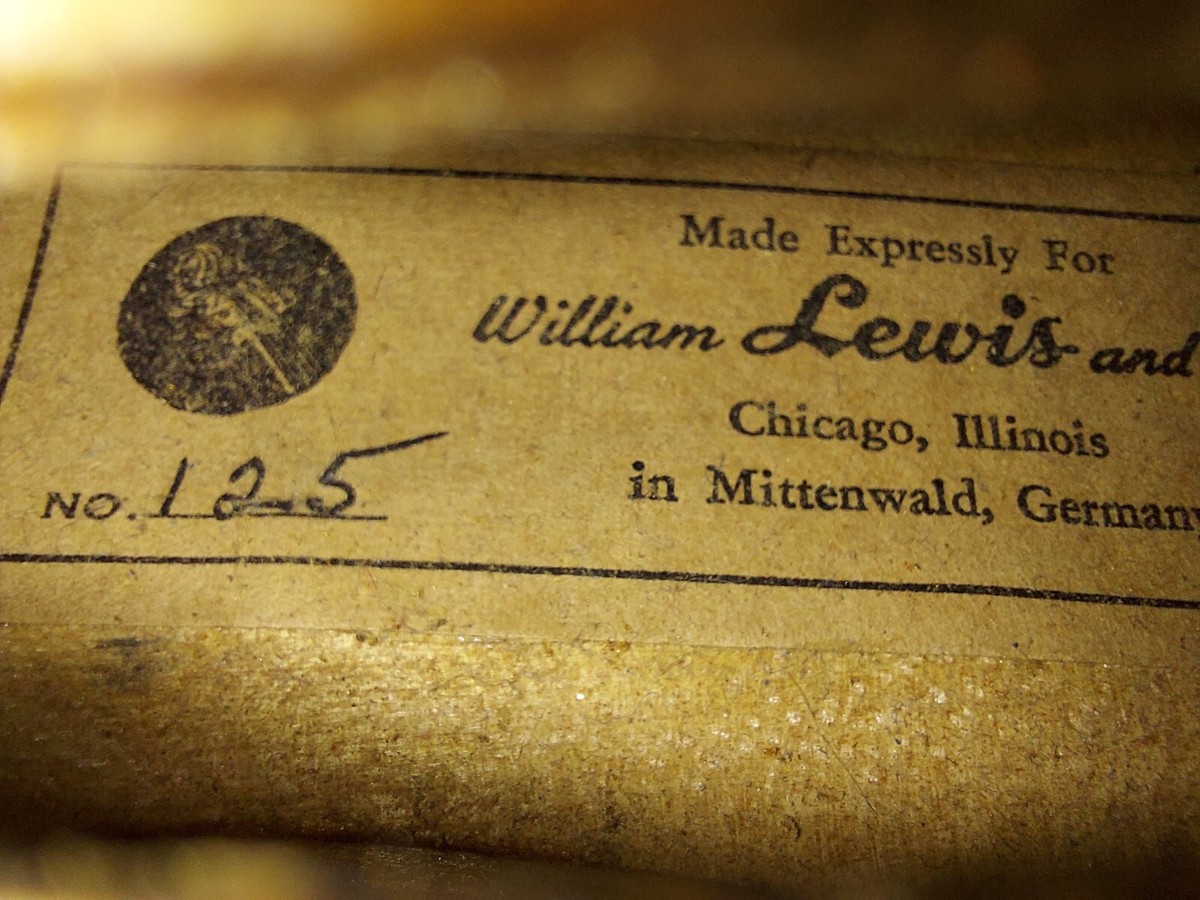 Made Expressly For
William Lewis and
Chicago, Illinois
in Mittenwald, Germany
NO. 125